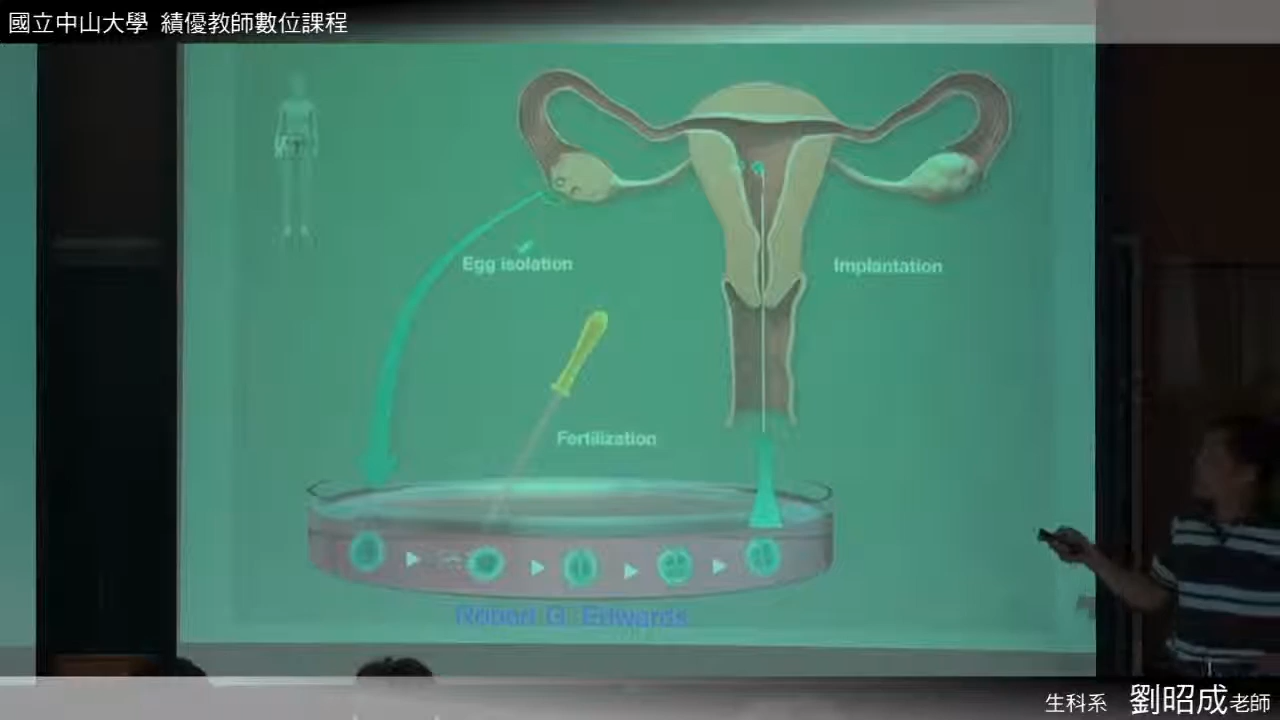 國立中山大學 績優教師數位課程
Egg isolation
Implantation
Fertilization
Robert G. Edwards
生科系 劉昭成老師